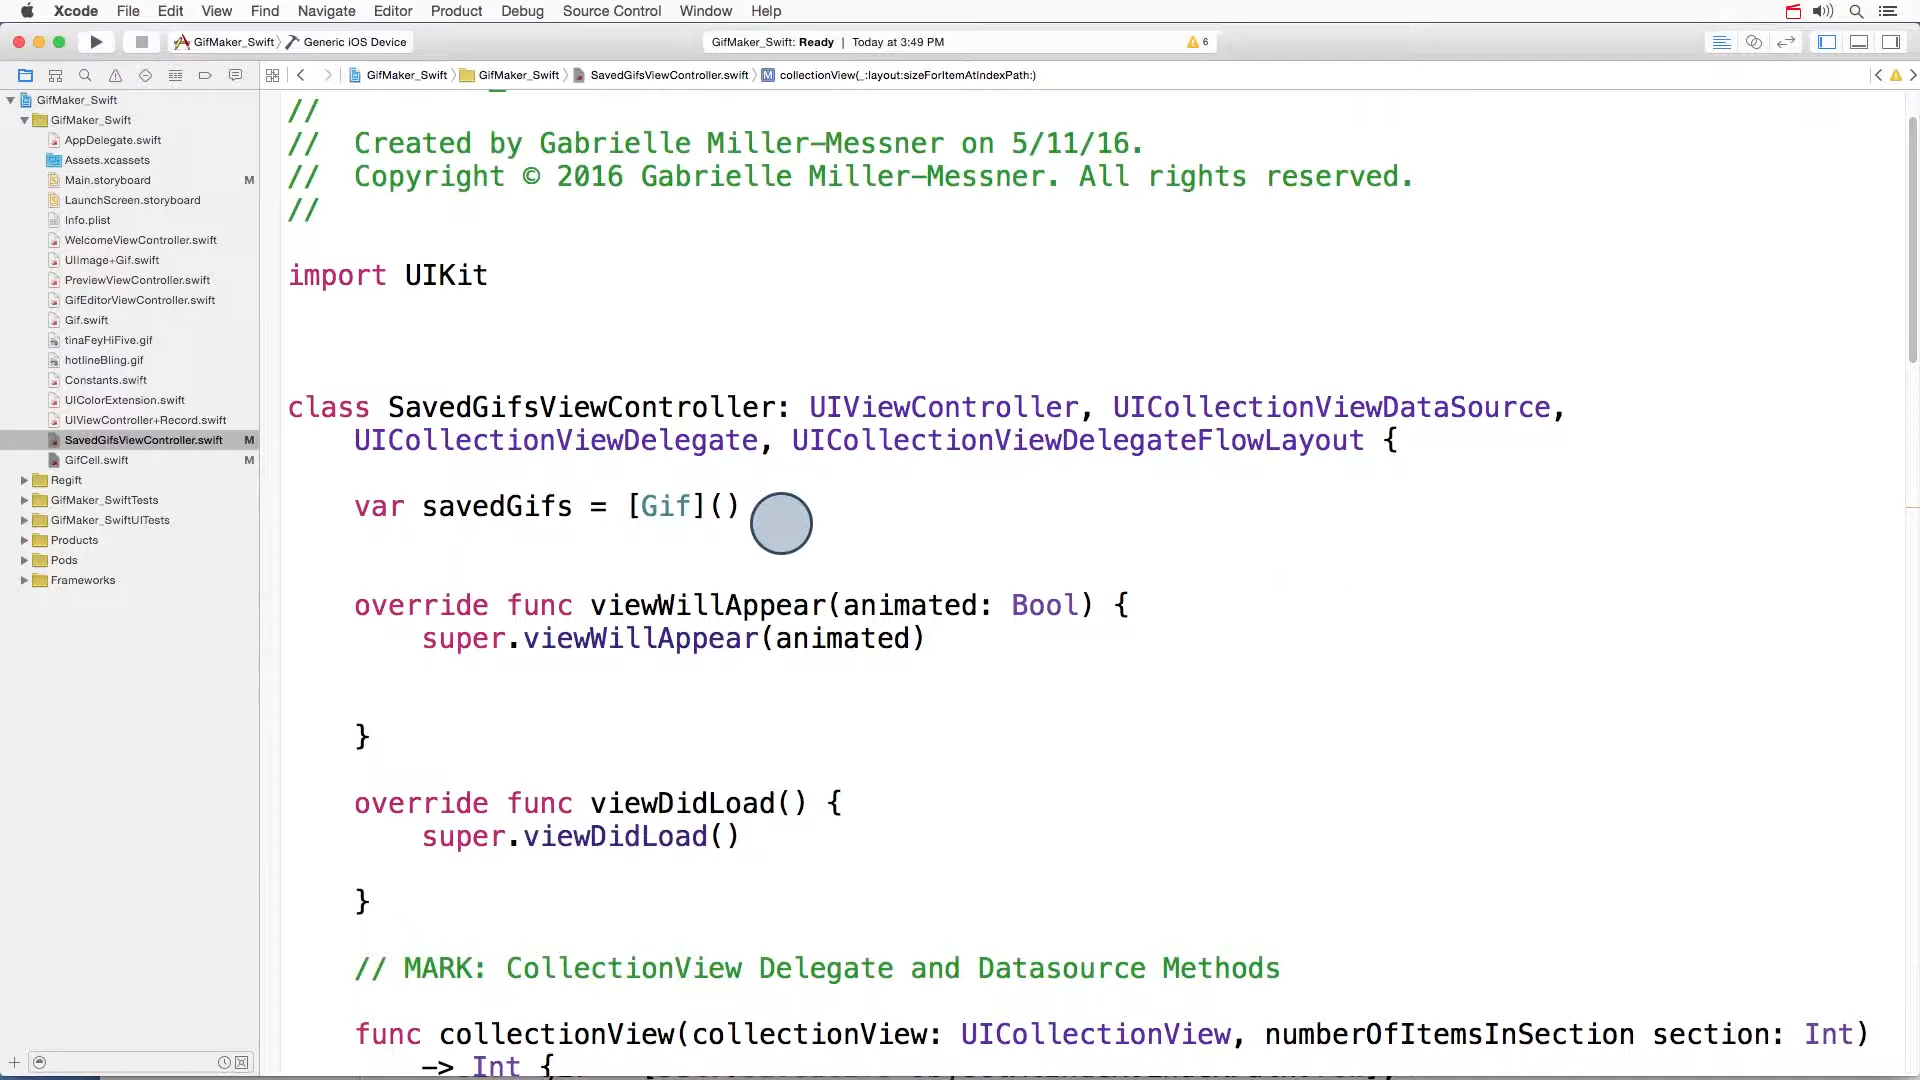 Xcode File Edit View Find Navigate Editor Product Debug Source Control Window Help
GifMaker_Swift Generic iOS Device
GifMaker_Swift: Ready | Today at 3:49 PM
6
GifMaker_Swift GifMaker_Swift SavedGifsViewController.swift M collectionView(_:layout:sizeForItemAtIndexPath:)
GifMaker_Swift
GifMaker_Swift
AppDelegate.swift
Assets.xcassets
Main.storyboard M
LaunchScreen.storyboard
Info.plist
WelcomeViewController.swift
UIImage+Gif.swift
PreviewViewController.swift
GifEditorViewController.swift
Gif.swift
tinaFeyHiFive.gif
hotlineBling.gif
Constants.swift
UIColorExtension.swift
UIViewController+Record.swift
SavedGifsViewController.swift M
GifCell.swift M
Regift
GifMaker_SwiftTests
GifMaker_SwiftUITests
Products
Pods
Frameworks
//
//  Created by Gabrielle Miller-Messner on 5/11/16.
//  Copyright © 2016 Gabrielle Miller-Messner. All rights reserved.
//
import UIKit
class SavedGifsViewController: UIViewController, UICollectionViewDataSource,
UICollectionViewDelegate, UICollectionViewDelegateFlowLayout {
var savedGifs = [Gif]()
override func viewWillAppear(animated: Bool) {
super.viewWillAppear(animated)
}
override func viewDidLoad() {
super.viewDidLoad()
}
// MARK: CollectionView Delegate and Datasource Methods
func collectionView(collectionView: UICollectionView, numberOfItemsInSection section: Int)
-> Int {